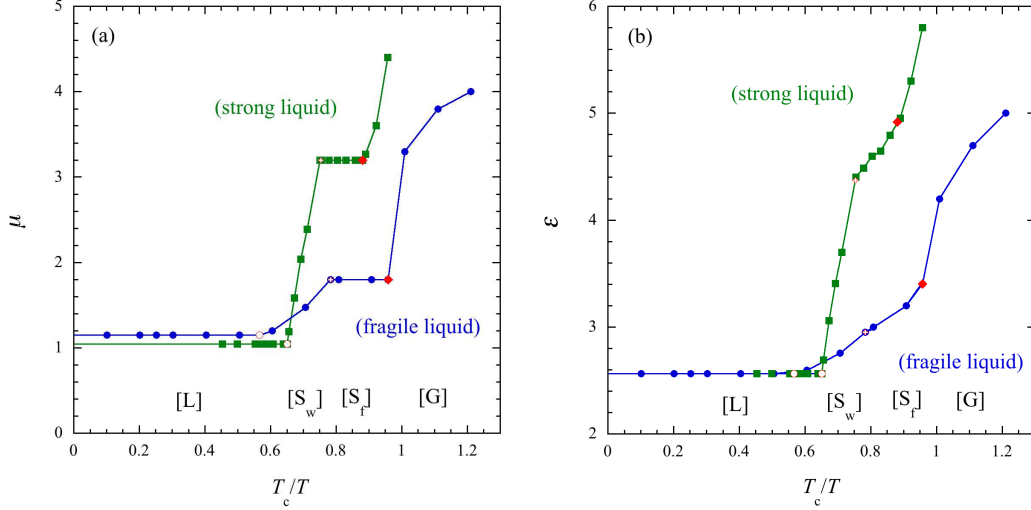 (a)
5
4
3
2
1
0
μ
(strong liquid)
(fragile liquid)
[L]
[S_w]
[S_f]
[G]
0
0.2
0.4
0.6
0.8
1
1.2
T_c/T
(b)
6
5
4
3
2
ε
(strong liquid)
(fragile liquid)
[L]
[S_w]
[S_f]
[G]
0
0.2
0.4
0.6
0.8
1
1.2
T_c/T